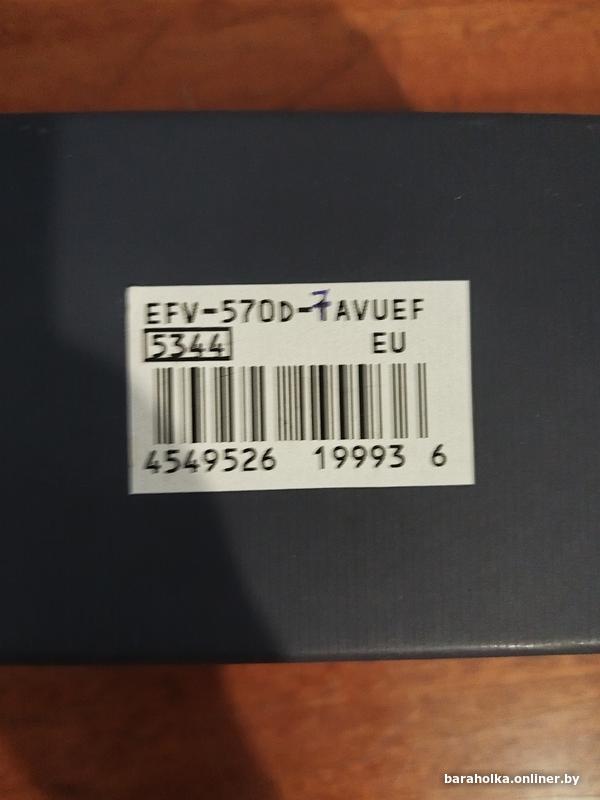 EFV-570D-7AVUEF
5344 EU
4549526 19993 6
baraholka.onliner.by